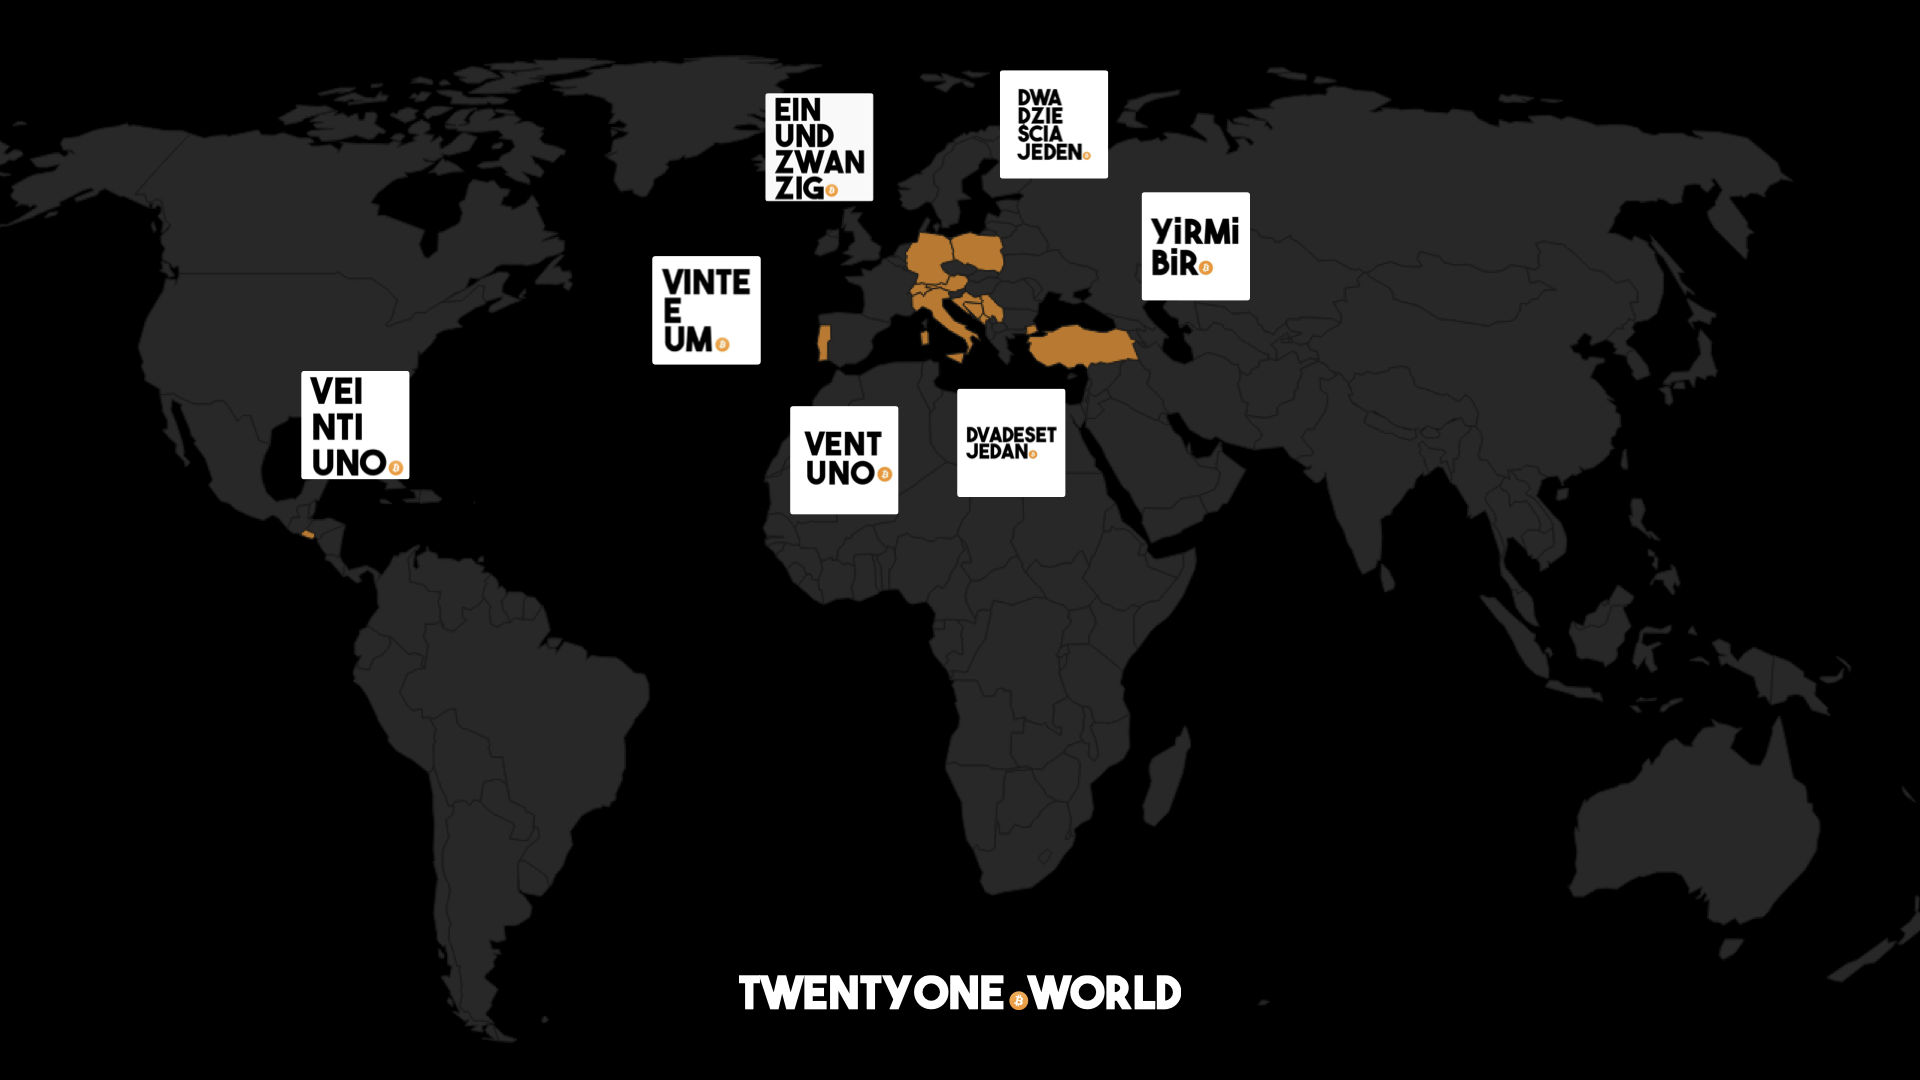 EIN
UND
ZWAN
ZIG
DWA
DZIE
ŚCIA
JEDEN
YiRMi
BiR
VINTE
E
UM
VEI
NTI
UNO
VENT
UNO
DVADESET
JEDAN
TWENTYONE WORLD